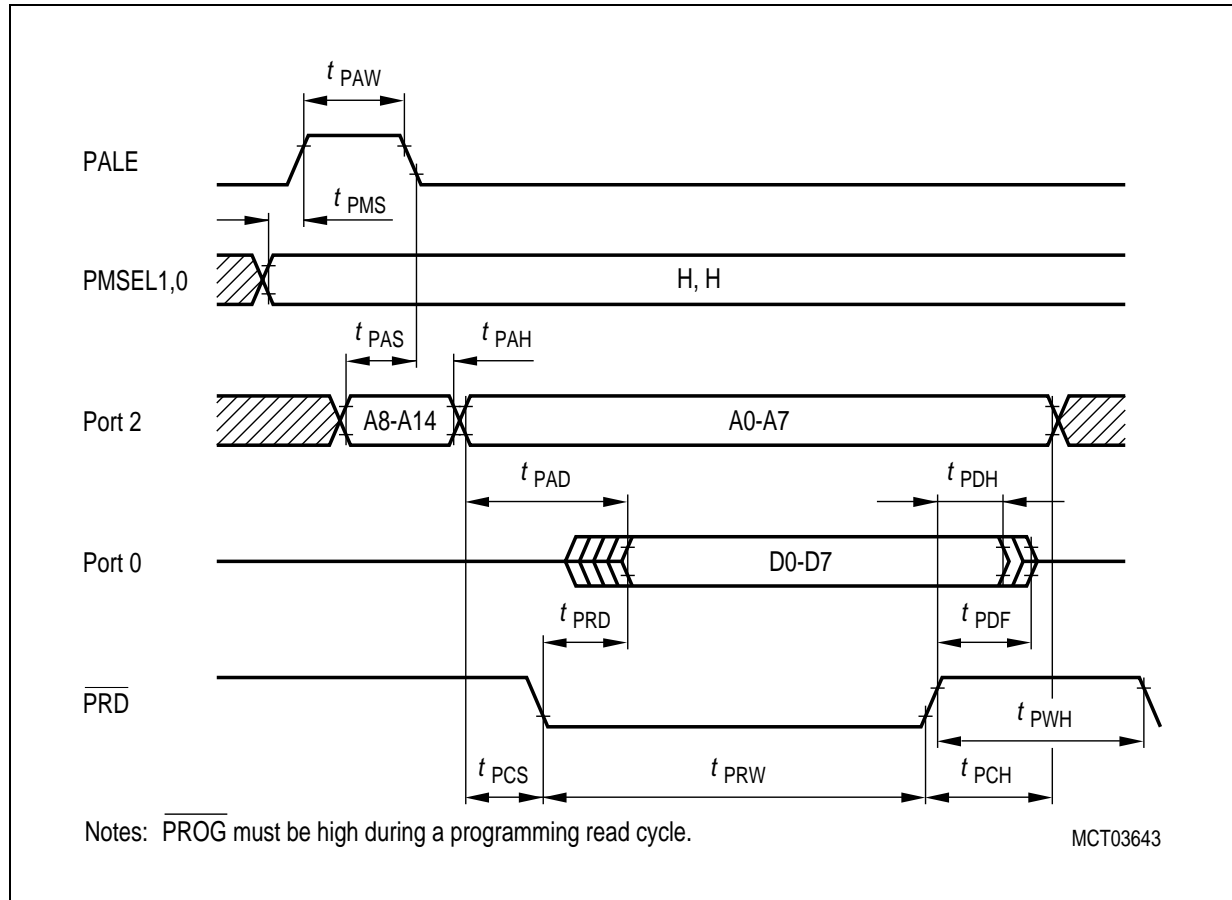 t PAW
PALE
t PMS
PMSEL1,0
H, H
t PAS
t PAH
Port 2
A8-A14
A0-A7
t PAD
t PDH
Port 0
D0-D7
t PRD
t PDF
PRD
t PWH
t PCS
t PRW
t PCH
Notes: PROG must be high during a programming read cycle.
MCT03643